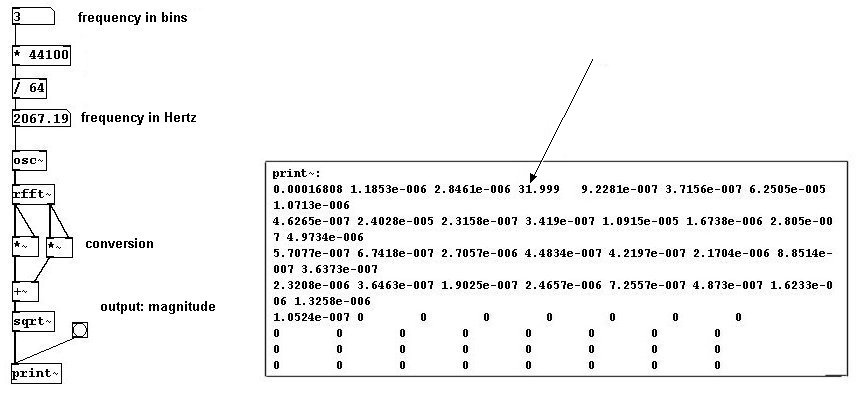 3
frequency in bins
* 44100
/ 64
2067.19
frequency in Hertz
osc~
rfft~
*~
*~
conversion
+~
output: magnitude
sqrt~
print~
print~:
0.00016808 1.1853e-006 2.8461e-006 31.999 9.2281e-007 3.7156e-007 6.2505e-005
1.0713e-006
4.6265e-007 2.4028e-005 2.3158e-007 3.419e-007 1.0915e-005 1.6738e-006 2.805e-00
7 4.9734e-006
5.7077e-007 6.7418e-007 2.7057e-006 4.4834e-007 4.2197e-007 2.1704e-006 8.8514e-
007 3.6373e-007
2.3208e-006 3.6463e-007 1.9025e-007 2.4657e-006 7.2557e-007 4.873e-007 1.6233e-0
06 1.3258e-006
1.0524e-007 0 0 0 0 0 0 0
0 0 0 0 0 0 0 0
0 0 0 0 0 0 0 0
0 0 0 0 0 0 0 0